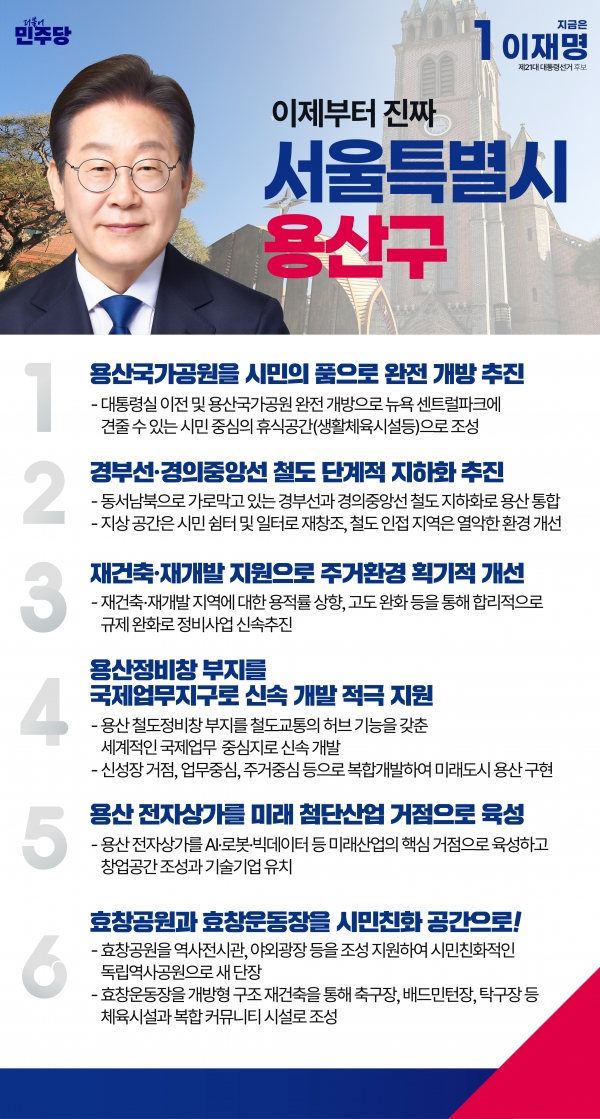 더불어
민주당
지금은
1 이재명
제21대 대통령선거 후보
이제부터 진짜
서울특별시
용산구
1
용산국가공원을 시민의 품으로 완전 개방 추진
- 대통령실 이전 및 용산국가공원 완전 개방으로 뉴욕 센트럴파크에
견줄 수 있는 시민 중심의 휴식공간(생활체육시설등)으로 조성
2
경부선·경의중앙선 철도 단계적 지하화 추진
- 동서남북으로 가로막고 있는 경부선과 경의중앙선 철도 지하화로 용산 통합
- 지상 공간은 시민 쉼터 및 일터로 재창조, 철도 인접 지역은 열악한 환경 개선
3
재건축·재개발 지원으로 주거환경 획기적 개선
- 재건축·재개발 지역에 대한 용적률 상향, 고도 완화 등을 통해 합리적으로
규제 완화로 정비사업 신속추진
4
용산정비창 부지를
국제업무지구로 신속 개발 적극 지원
- 용산 철도정비창 부지를 철도교통의 허브 기능을 갖춘
세계적인 국제업무 중심지로 신속 개발
- 신성장 거점, 업무중심, 주거중심 등으로 복합개발하여 미래도시 용산 구현
5
용산 전자상가를 미래 첨단산업 거점으로 육성
- 용산 전자상가를 AI·로봇·빅데이터 등 미래산업의 핵심 거점으로 육성하고
창업공간 조성과 기술기업 유치
6
효창공원과 효창운동장을 시민친화 공간으로!
- 효창공원을 역사전시관, 야외광장 등을 조성 지원하여 시민친화적인
독립역사공원으로 새 단장
- 효창운동장을 개방형 구조 재건축을 통해 축구장, 배드민턴장, 탁구장 등
체육시설과 복합 커뮤니티 시설로 조성